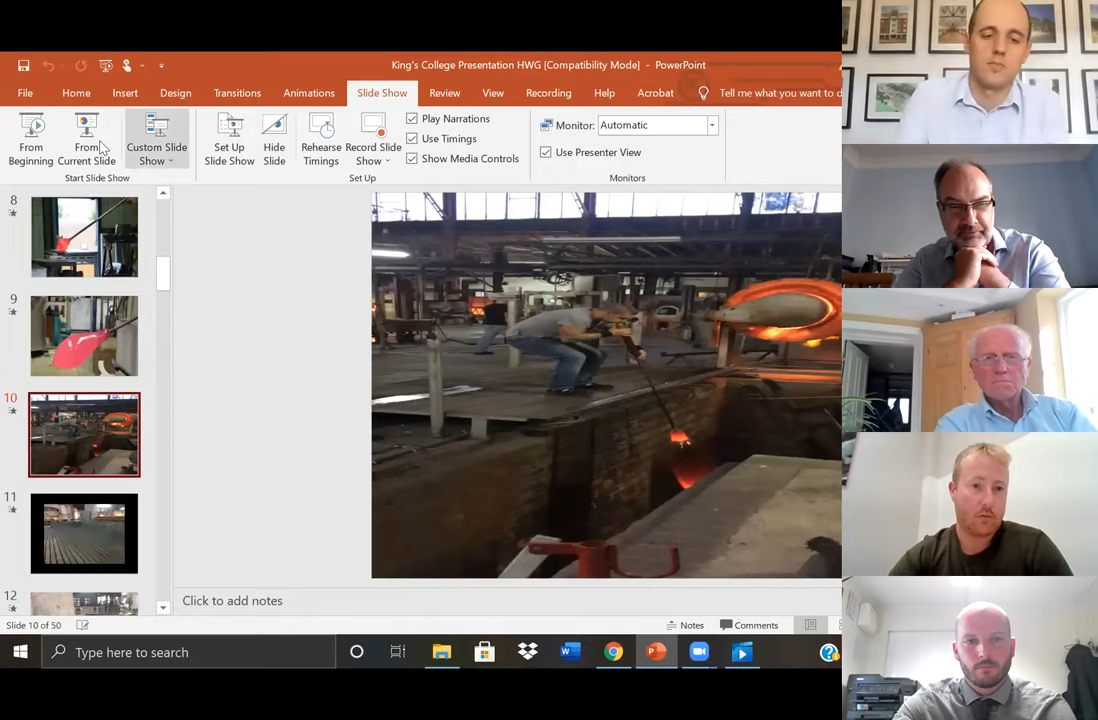 King's College Presentation HWG [Compatibility Mode] - PowerPoint
File Home Insert Design Transitions Animations Slide Show Review View Recording Help Acrobat Tell me what you want to d
From Beginning
From Current Slide
Custom Slide Show
Set Up Slide Show
Hide Slide
Rehearse Timings
Record Slide Show
Play Narrations
Use Timings
Show Media Controls
Monitor: Automatic
Use Presenter View
Start Slide Show
Set Up
Monitors
8
9
10
11
12
Click to add notes
Slide 10 of 50
Notes Comments
Type here to search